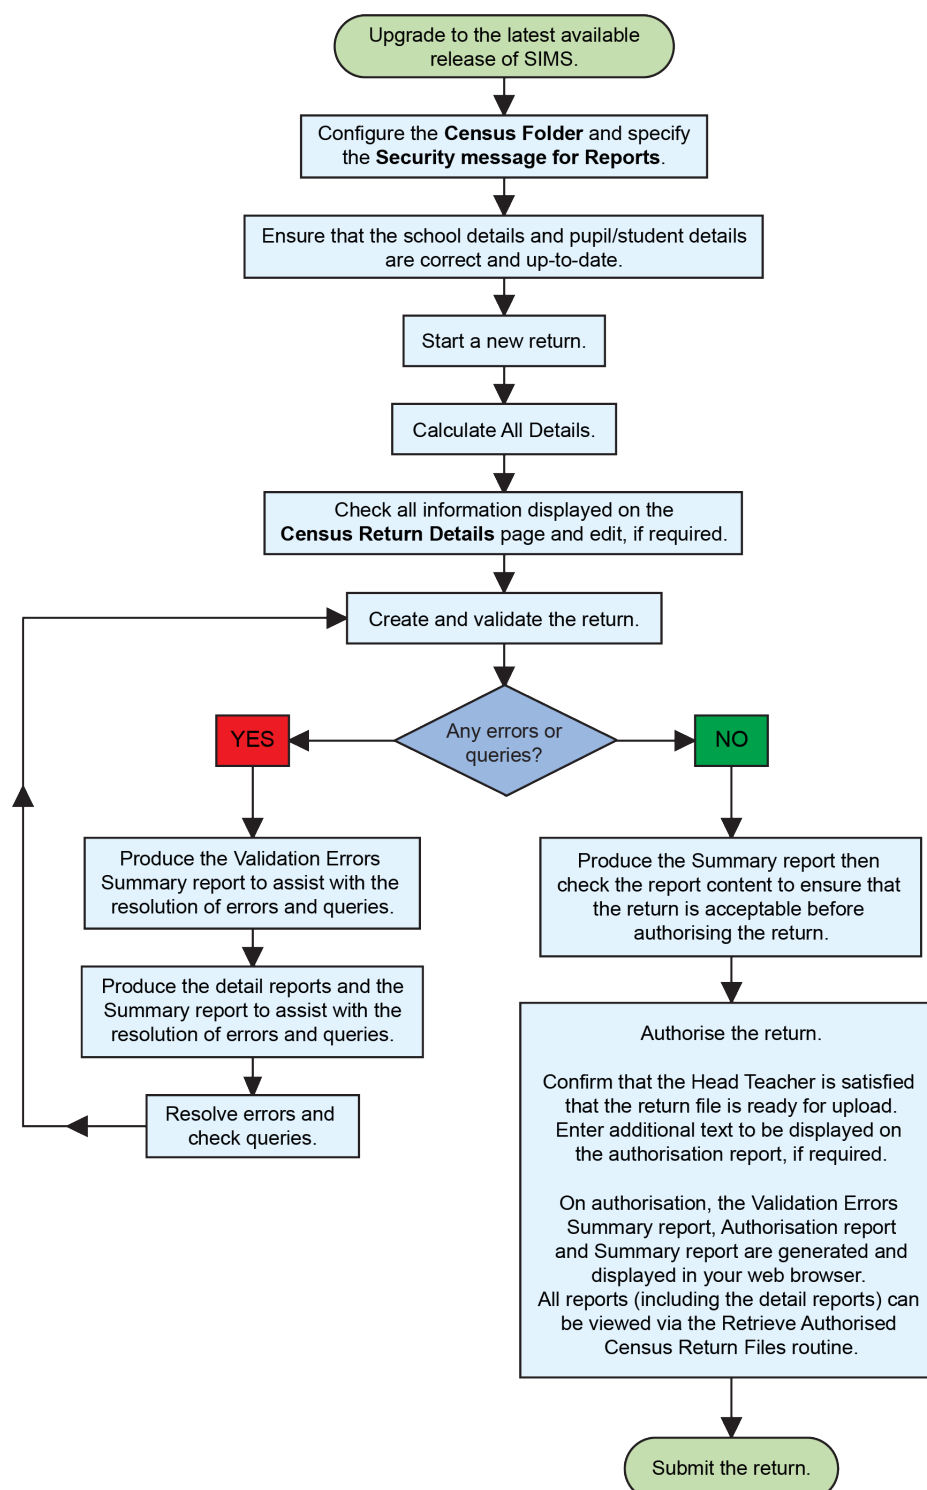 Upgrade to the latest available
release of SIMS.
Configure the Census Folder and specify
the Security message for Reports.
Ensure that the school details and pupil/student details
are correct and up-to-date.
Start a new return.
Calculate All Details.
Check all information displayed on the
Census Return Details page and edit, if required.
Create and validate the return.
Any errors or
queries?
YES
NO
Produce the Validation Errors
Summary report to assist with the
resolution of errors and queries.
Produce the detail reports and the
Summary report to assist with the
resolution of errors and queries.
Resolve errors and
check queries.
Produce the Summary report then
check the report content to ensure that
the return is acceptable before
authorising the return.
Authorise the return.
Confirm that the Head Teacher is satisfied
that the return file is ready for upload.
Enter additional text to be displayed on
the authorisation report, if required.
On authorisation, the Validation Errors
Summary report, Authorisation report
and Summary report are generated and
displayed in your web browser.
All reports (including the detail reports) can
be viewed via the Retrieve Authorised
Census Return Files routine.
Submit the return.